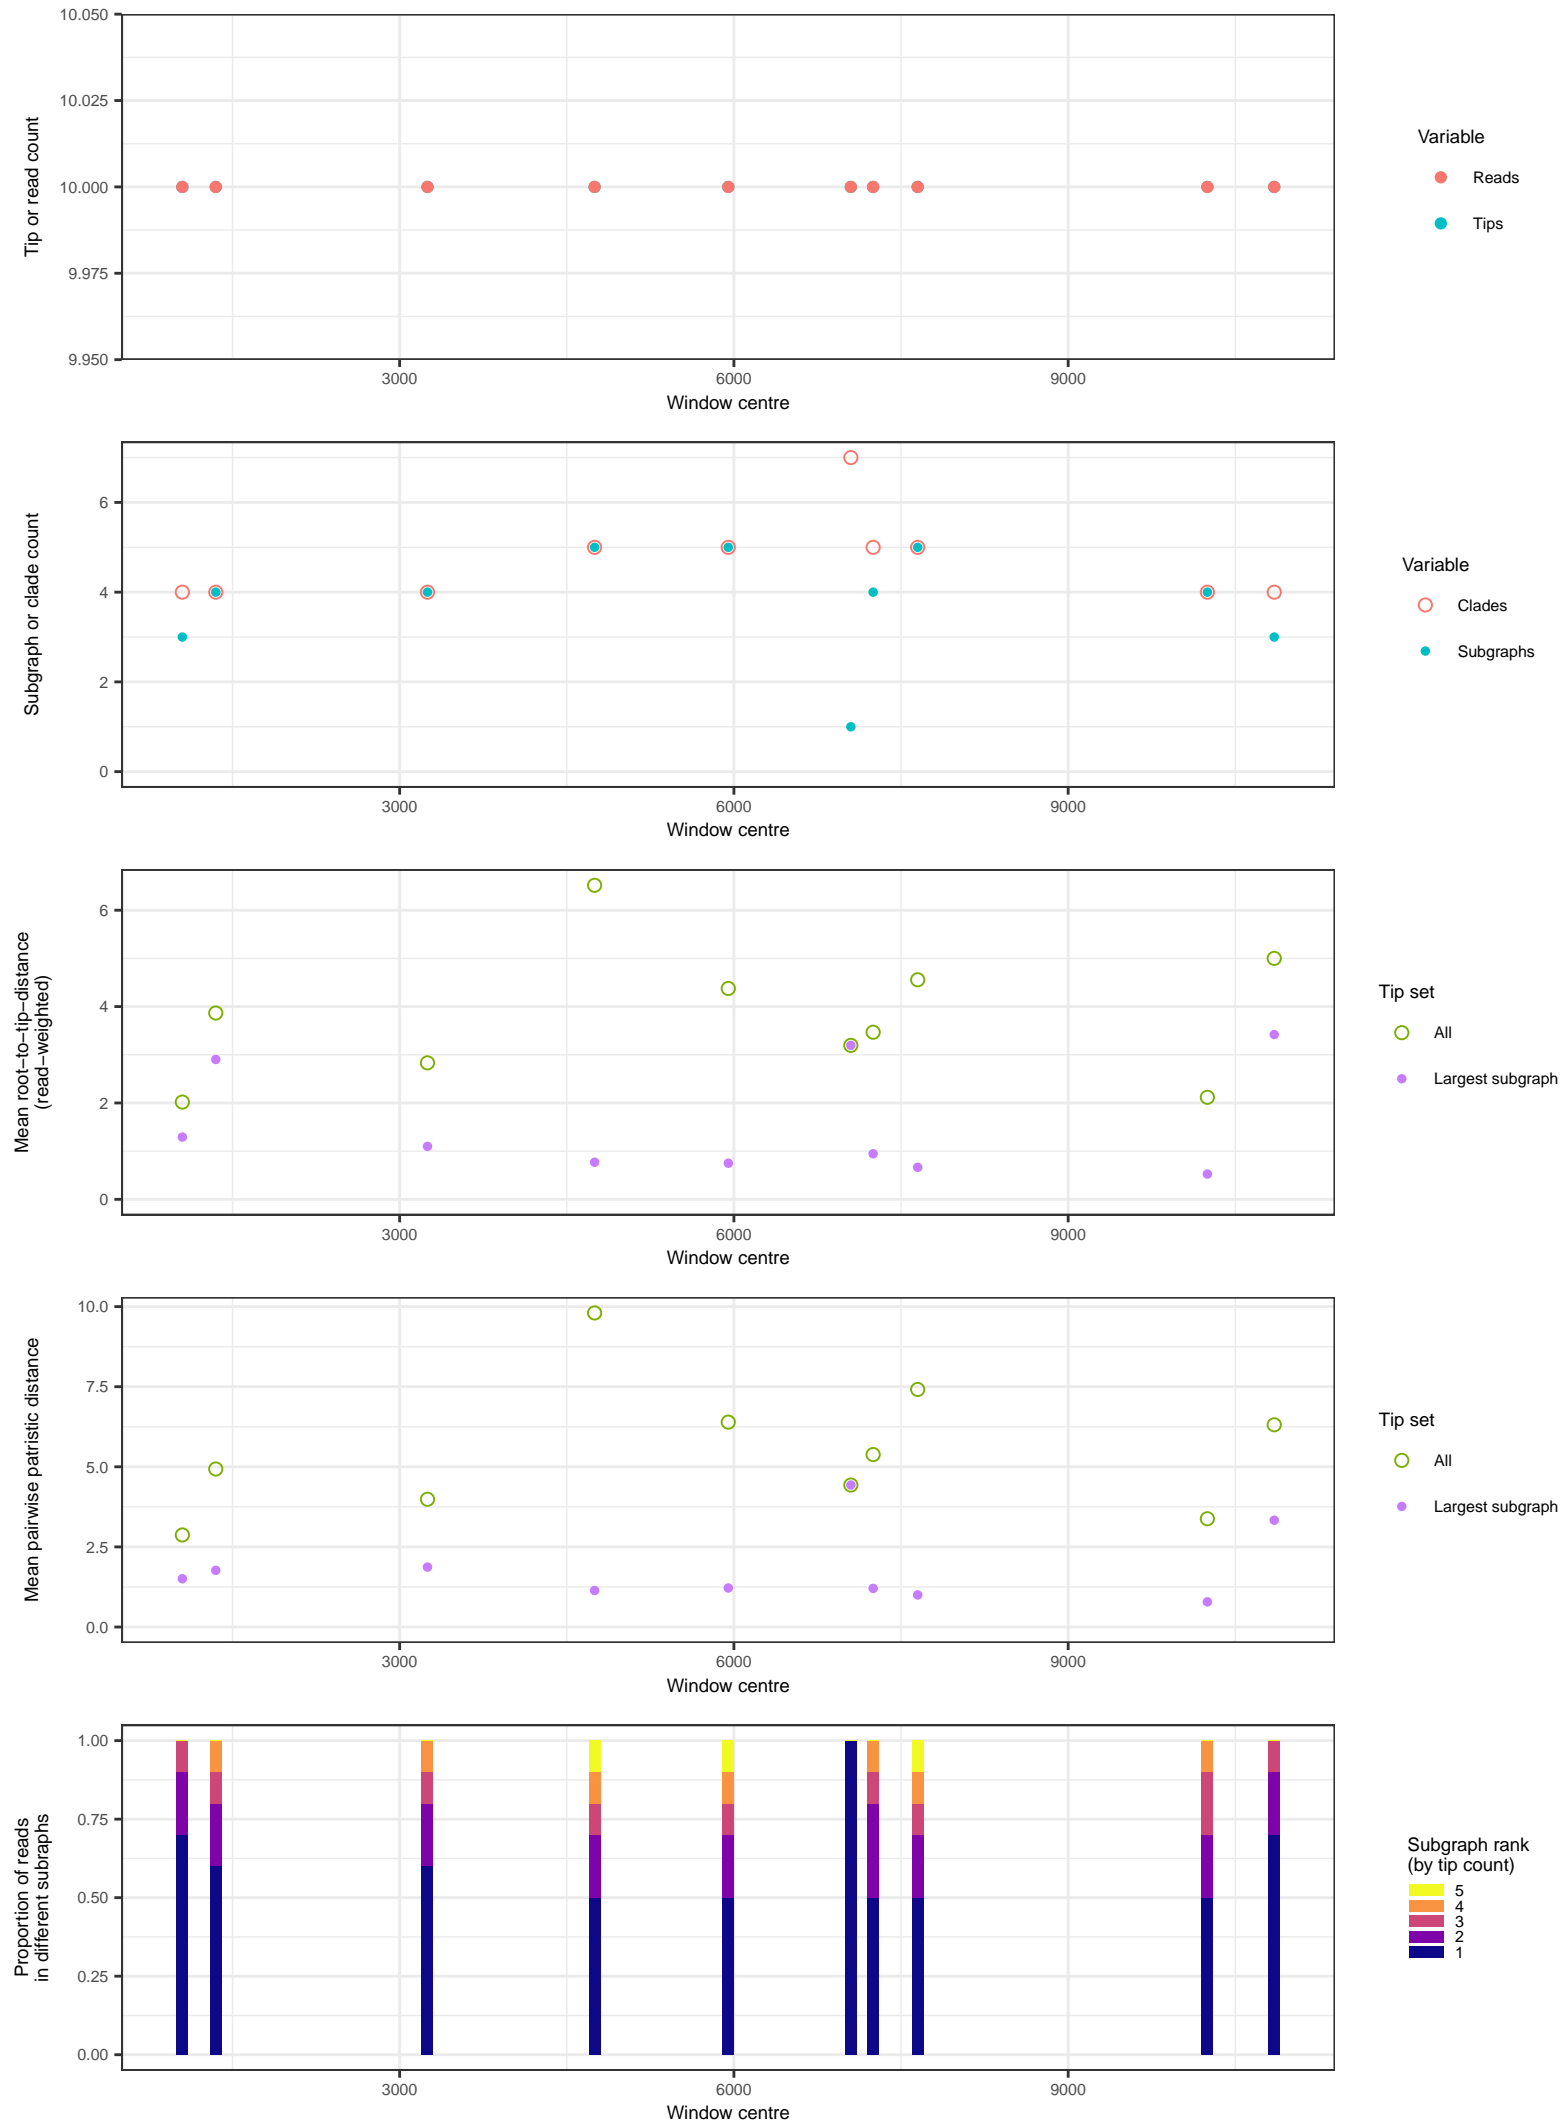 10.050
10.025
10.000
9.975
9.950
Tip or read count
3000
6000
9000
Window centre
Variable
Reads
Tips
6
4
2
0
Subgraph or clade count
3000
6000
9000
Window centre
Variable
Clades
Subgraphs
6
4
2
0
Mean root−to−tip−distance
(read−weighted)
3000
6000
9000
Window centre
Tip set
All
Largest subgraph
10.0
7.5
5.0
2.5
0.0
Mean pairwise patristic distance
3000
6000
9000
Window centre
Tip set
All
Largest subgraph
1.00
0.75
0.50
0.25
0.00
Proportion of reads
in different subraphs
3000
6000
9000
Window centre
Subgraph rank
(by tip count)
5
4
3
2
1